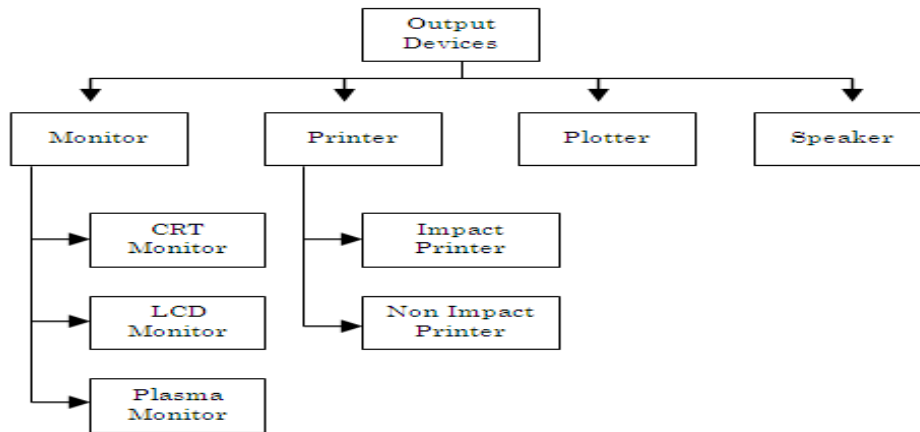 Output
Devices
Monitor
Printer
Plotter
Speaker
CRT
Monitor
Impact
Printer
LCD
Monitor
Non Impact
Printer
Plasma
Monitor